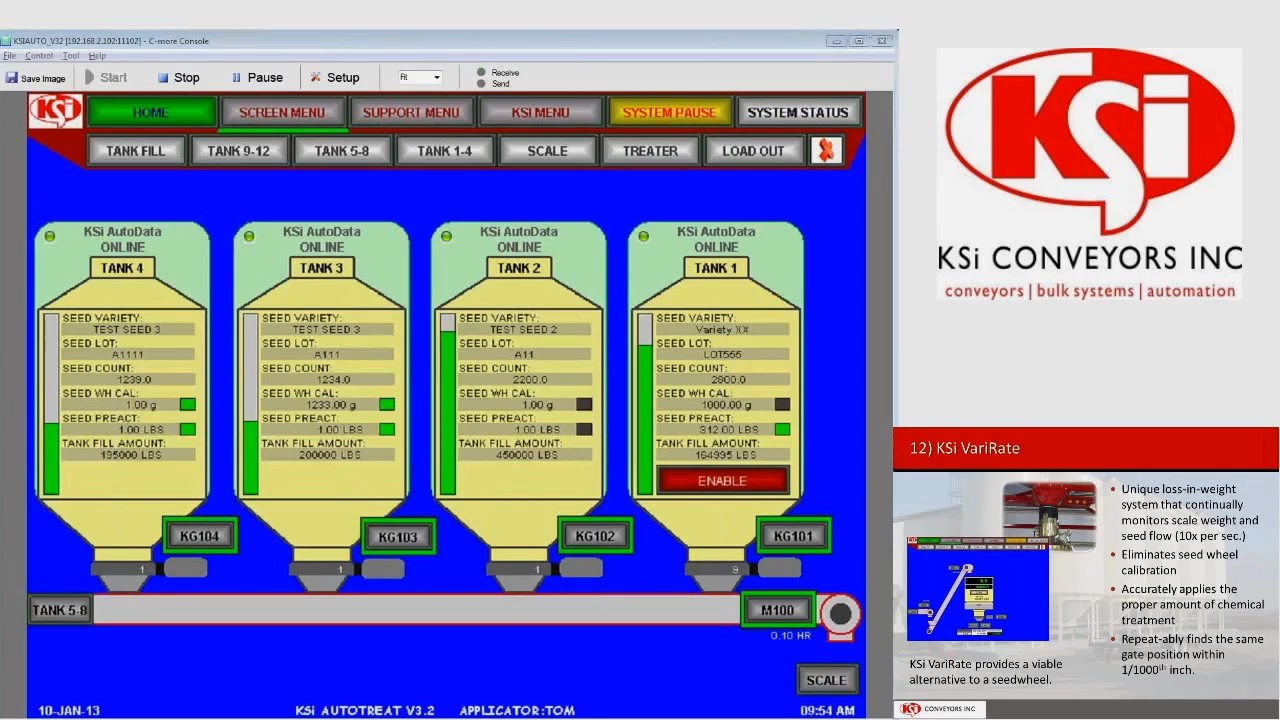 KSIAUTO_V32 [192.168.2.102:11102] - C-more Console
File Control Tool Help
Save Image Start Stop Pause Setup Fit Receive
Send
KSi HOME SCREEN MENU SUPPORT MENU KSI MENU SYSTEM PAUSE SYSTEM STATUS
TANK FILL TANK 9-12 TANK 5-8 TANK 1-4 SCALE TREATER LOAD OUT X
KSi AutoData
ONLINE
TANK 4
SEED VARIETY:
TEST SEED 3
SEED LOT:
A1111
SEED COUNT:
1239.0
SEED WH CAL:
1.00 g
SEED PREACT:
1.00 LBS
TANK FILL AMOUNT:
195000 LBS
KG104
1
KSi AutoData
ONLINE
TANK 3
SEED VARIETY:
TEST SEED 3
SEED LOT:
A111
SEED COUNT:
1234.0
SEED WH CAL:
1233.00 g
SEED PREACT:
1.00 LBS
TANK FILL AMOUNT:
200000 LBS
KG103
1
KSi AutoData
ONLINE
TANK 2
SEED VARIETY:
TEST SEED 2
SEED LOT:
A11
SEED COUNT:
2200.0
SEED WH CAL:
1.00 g
SEED PREACT:
1.00 LBS
TANK FILL AMOUNT:
450000 LBS
KG102
1
KSi AutoData
ONLINE
TANK 1
SEED VARIETY:
Variety XX
SEED LOT:
LOT555
SEED COUNT:
2800.0
SEED WH CAL:
1000.00 g
SEED PREACT:
312.00 LBS
TANK FILL AMOUNT:
164995 LBS
ENABLE
KG101
9
TANK 5-8
M100
0.10 HR
SCALE
10-JAN-13 KSi AUTOTREAT V3.2 APPLICATOR:TOM 09:54 AM
KSi
KSi CONVEYORS INC
conveyors | bulk systems | automation
12) KSi VariRate
• Unique loss-in-weight
system that continually
monitors scale weight and
seed flow (10x per sec.)
• Eliminates seed wheel
calibration
• Accurately applies the
proper amount of chemical
treatment
• Repeat-ably finds the same
gate position within
1/1000th inch.
KSi VariRate provides a viable
alternative to a seedwheel.
KSi CONVEYORS INC